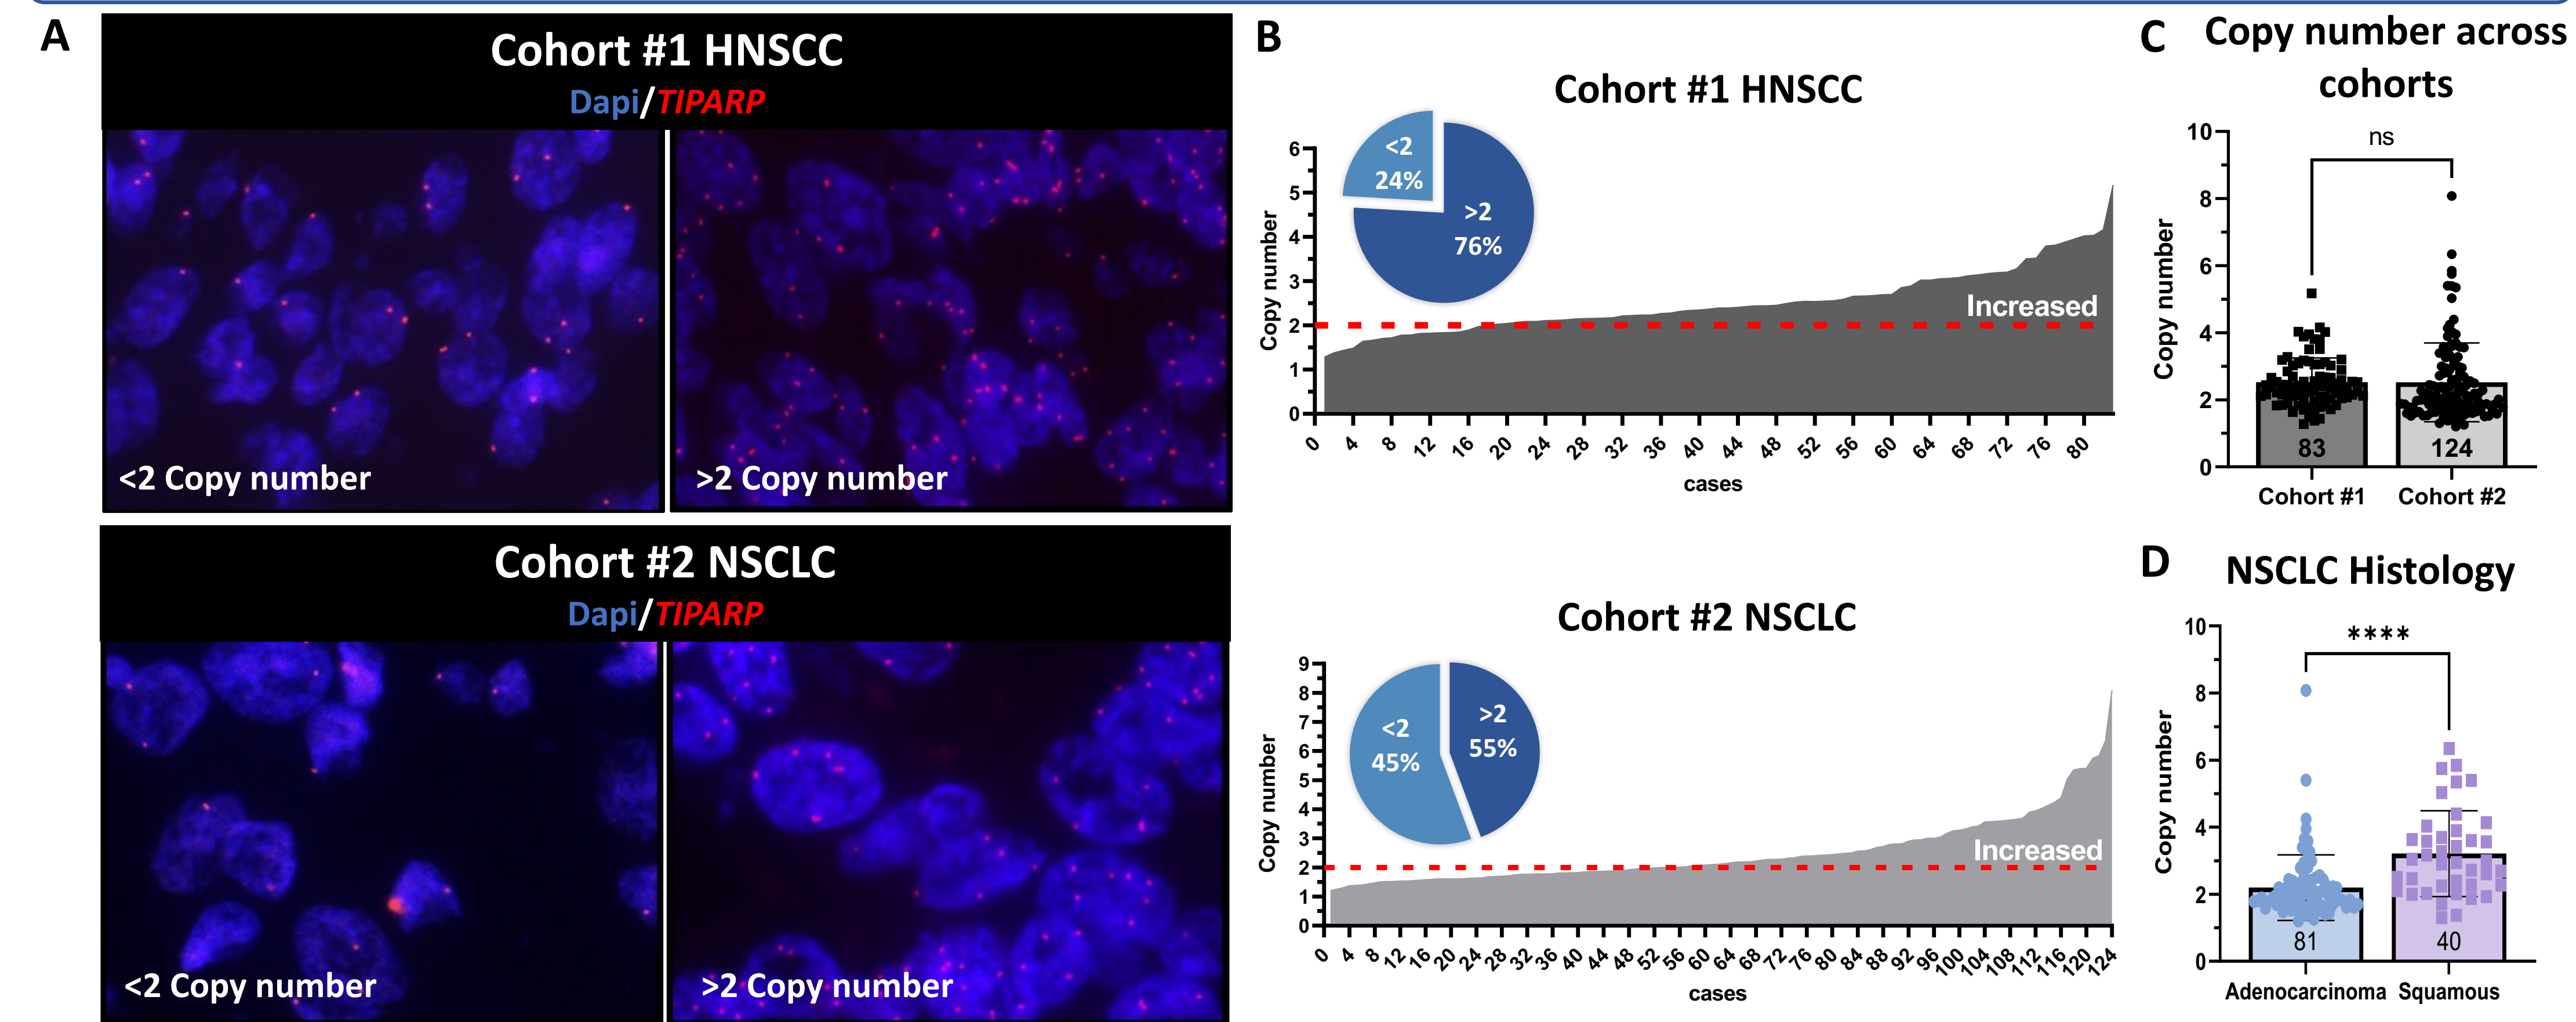 A
Cohort #1 HNSCC
Dapi/TIPARP
<2 Copy number
>2 Copy number
Cohort #2 NSCLC
Dapi/TIPARP
<2 Copy number
>2 Copy number
B
Cohort #1 HNSCC
<2
24%
>2
76%
Increased
Copy number
6
5
4
3
2
1
0
0 4 8 12 16 20 24 28 32 36 40 44 48 52 56 60 64 68 72 76 80
cases
Cohort #2 NSCLC
<2
45%
>2
55%
Increased
Copy number
9
8
7
6
5
4
3
2
1
0
0 4 8 12 16 20 24 28 32 36 40 44 48 52 56 60 64 68 72 76 80 84 88 92 96 100 104 108 112 116 120 124
cases
C
Copy number across
cohorts
ns
Copy number
10
8
6
4
2
0
83
124
Cohort #1 Cohort #2
D
NSCLC Histology
****
Copy number
10
8
6
4
2
0
81
40
Adenocarcinoma Squamous